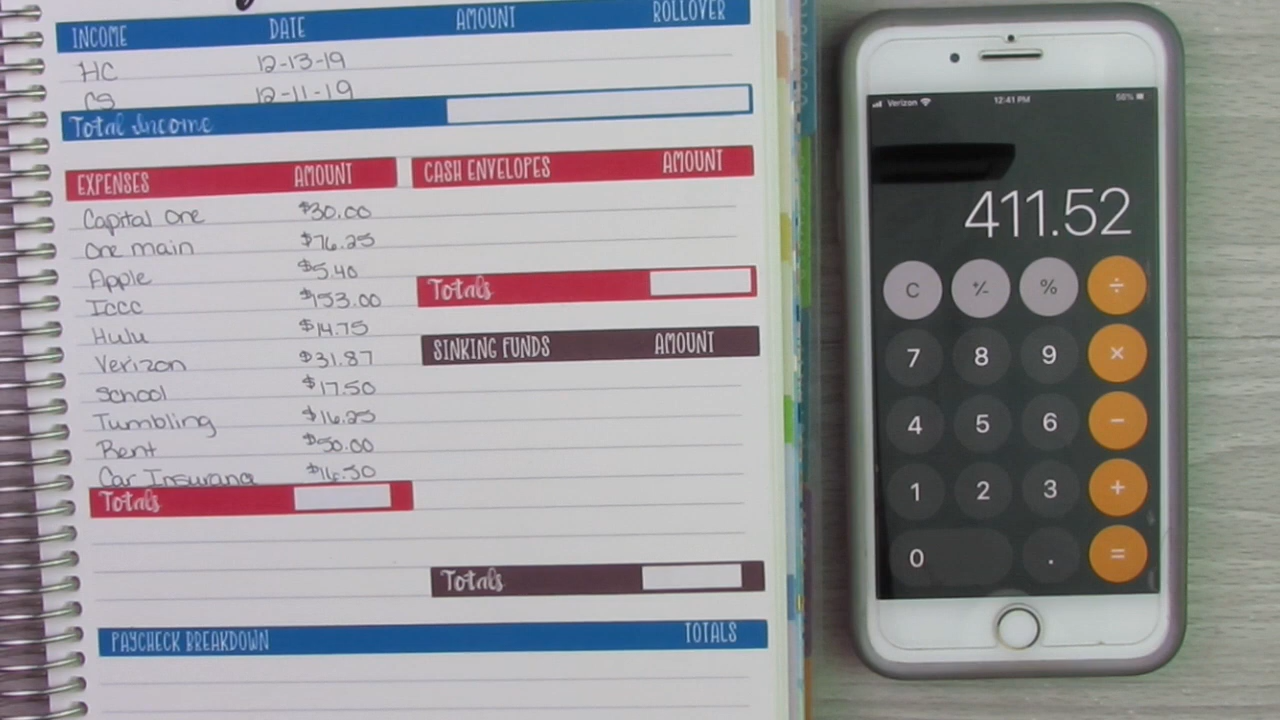 INCOME DATE AMOUNT ROLLOVER
HC 12-13-19
CS 12-11-19
Total Income
EXPENSES AMOUNT
Capital One $30.00
One main $76.25
Apple $5.40
ICCC $153.00
Hulu $14.75
Verizon $31.87
School $17.50
Tumbling $16.25
Rent $50.00
Car Insurance $16.50
Totals
CASH ENVELOPES AMOUNT
Totals
SINKING FUNDS AMOUNT
Totals
PAYCHECK BREAKDOWN TOTALS
Verizon 12:41 PM 56%
411.52
C +/- % ÷
7 8 9 ×
4 5 6 −
1 2 3 +
0 . =